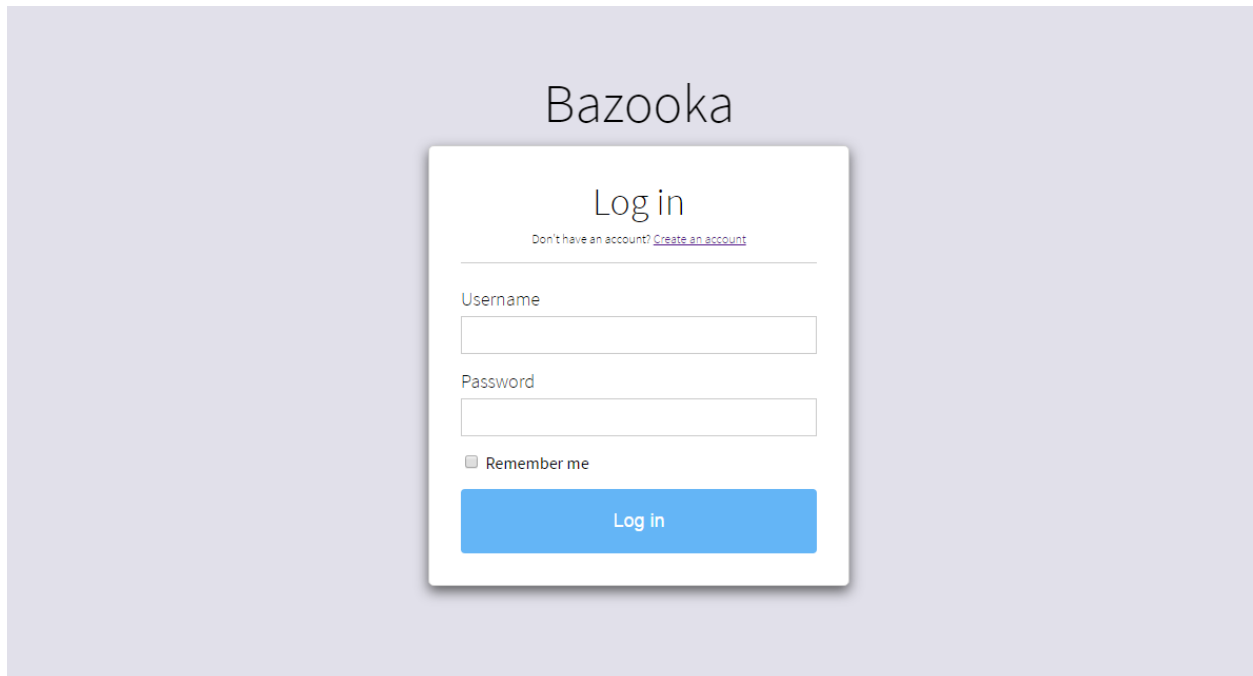 Bazooka
Log in
Don't have an account? Create an account
Username
Password
Remember me
Log in